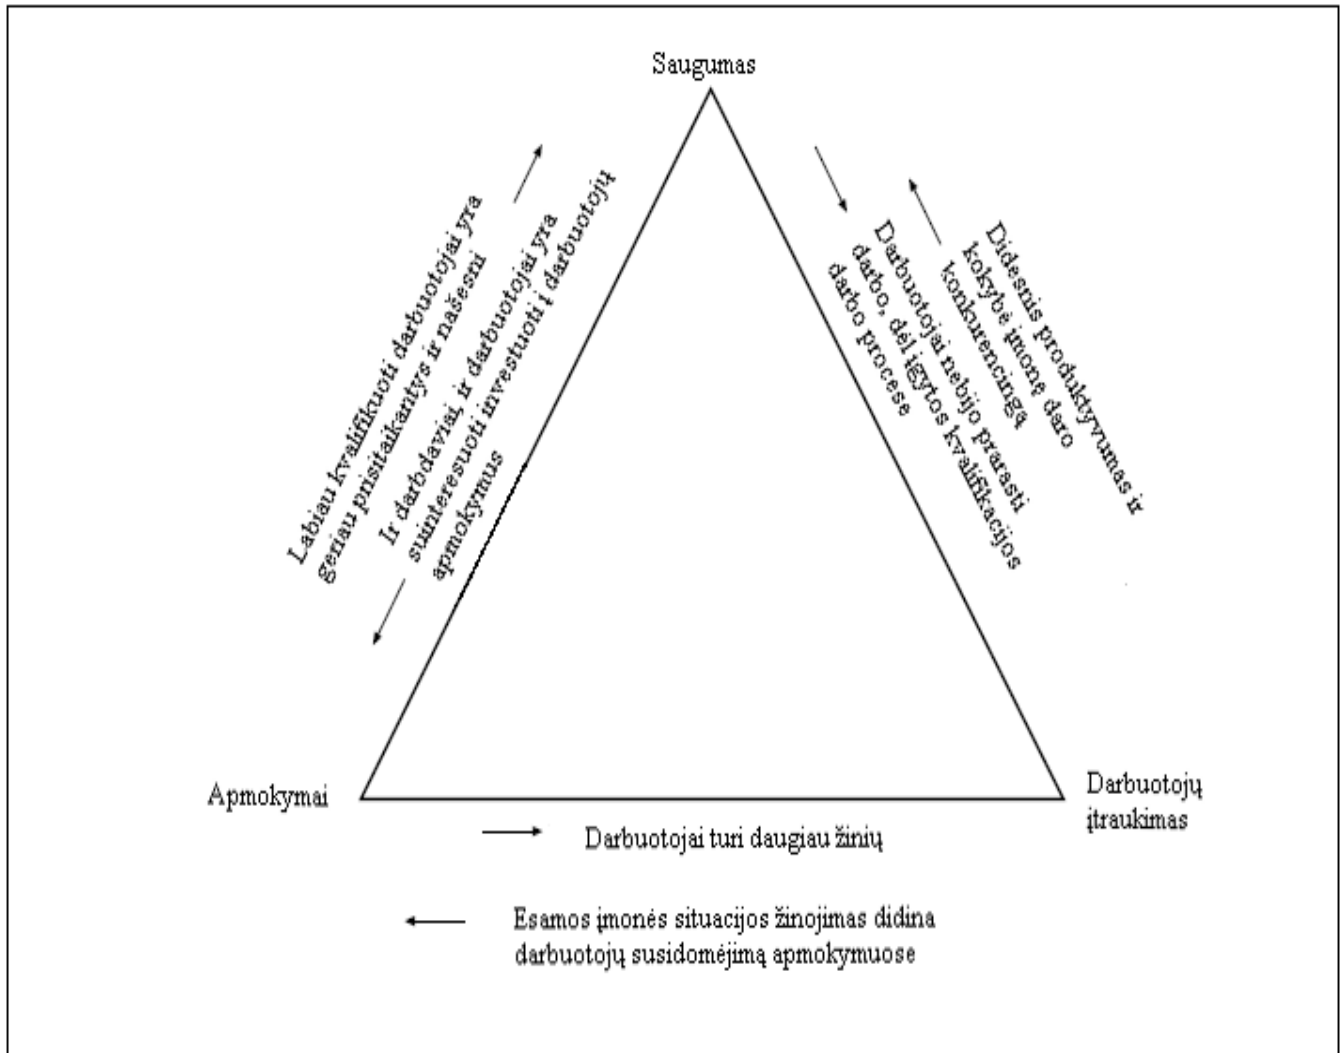 Saugumas
Labiau kvalifikuoti darbuotojai yra
geriau prisitaikantys ir našesni
Ir darbdaviai, ir darbuotojai yra
suinteresuoti investuoti į darbuotojų
apmokymus
Didesnis produktyvumas ir
kokybė įmonę daro
konkurencingą
Darbuotojai nebijo prarasti
darbo, dėl įgytos kvalifikacijos
darbo procese
Apmokymai
Darbuotojų
įtraukimas
Darbuotojai turi daugiau žinių
Esamos įmonės situacijos žinojimas didina
darbuotojų susidomėjimą apmokymuose